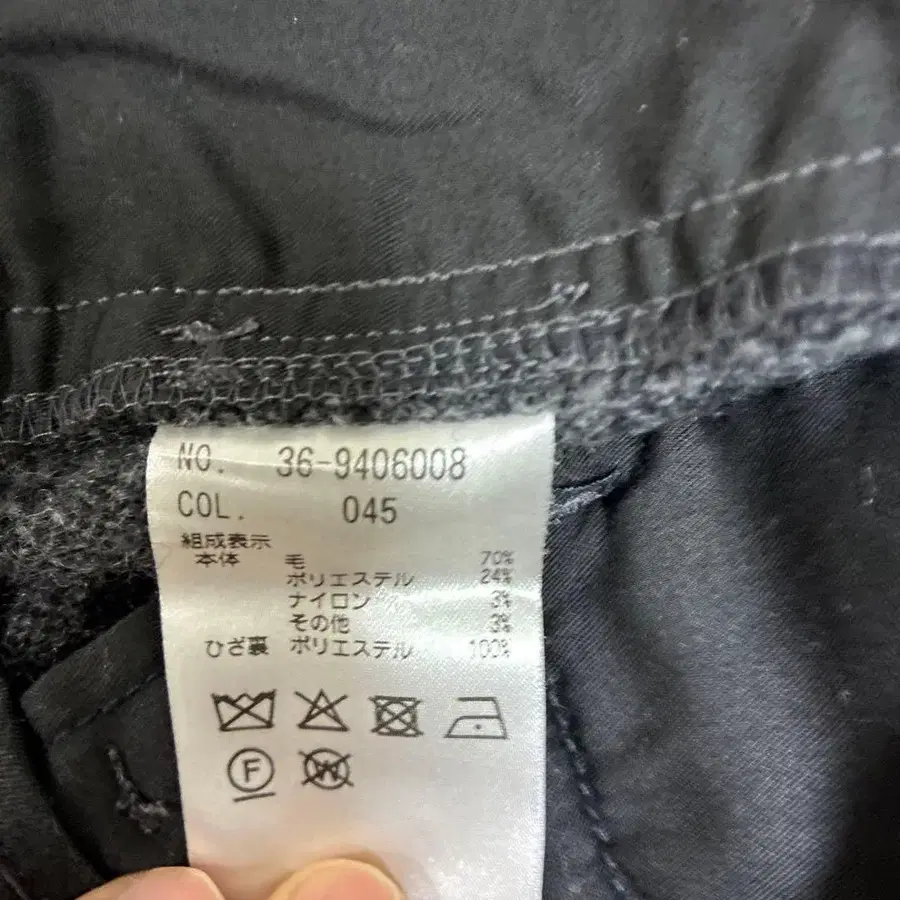 NO. 36-9406008
COL. 045
組成表示
本体 毛 70%
ポリエステル 24%
ナイロン 3%
その他 3%
ひざ裏 ポリエステル 100%
F W